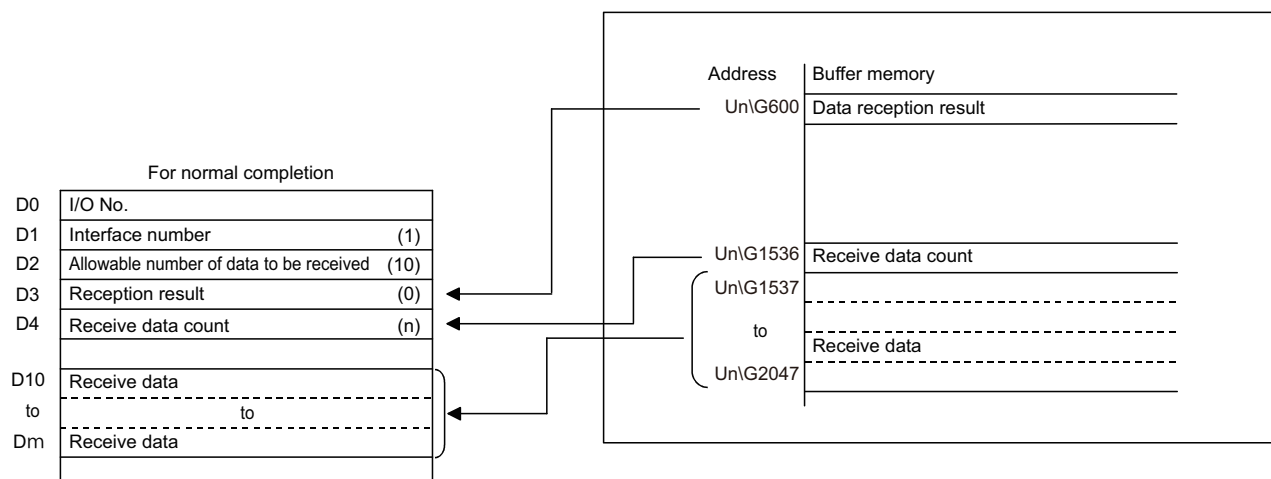 For normal completion
D0 I/O No.
D1 Interface number (1)
D2 Allowable number of data to be received (10)
D3 Reception result (0)
D4 Receive data count (n)
D10 Receive data
to to
Dm Receive data
Address Buffer memory
Un\G600 Data reception result
Un\G1536 Receive data count
Un\G1537
to
Receive data
Un\G2047